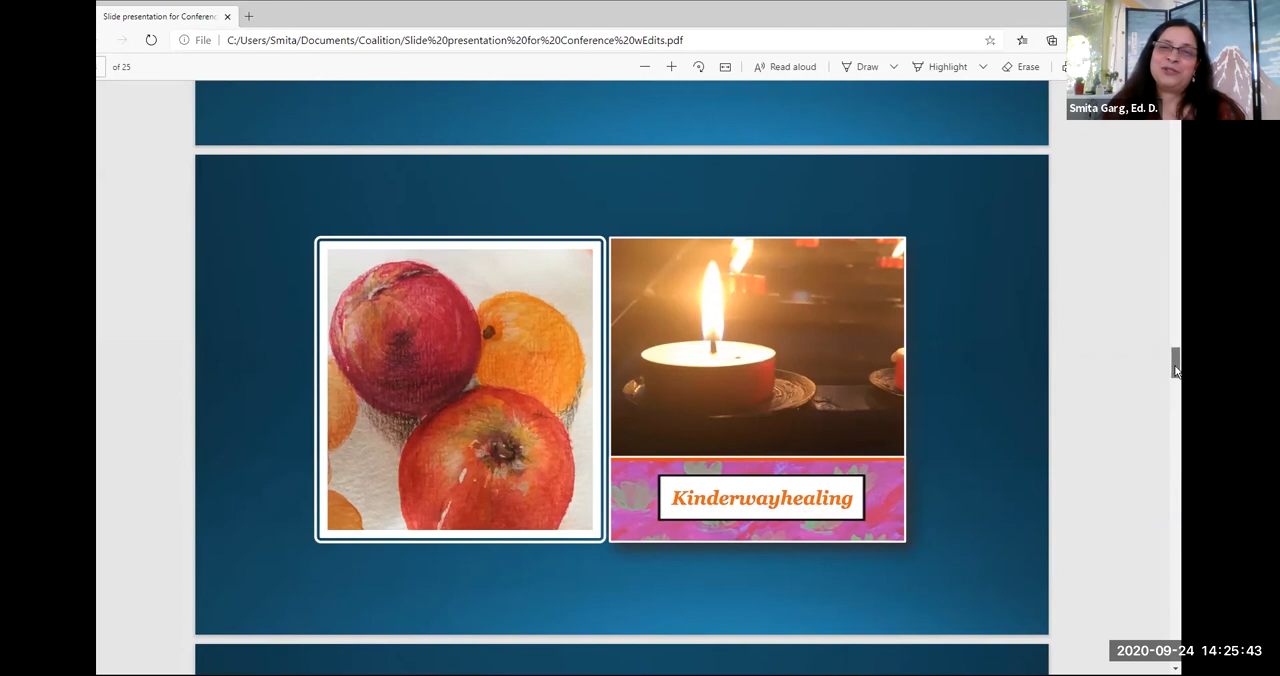 Slide presentation for Conferenc
File
C:/Users/Smita/Documents/Coalition/Slide%20presentation%20for%20Conference%20wEdits.pdf
of 25
Read aloud
Draw
Highlight
Erase
Smita Garg, Ed. D.
Kinderwayhealing
2020-09-24 14:25:43